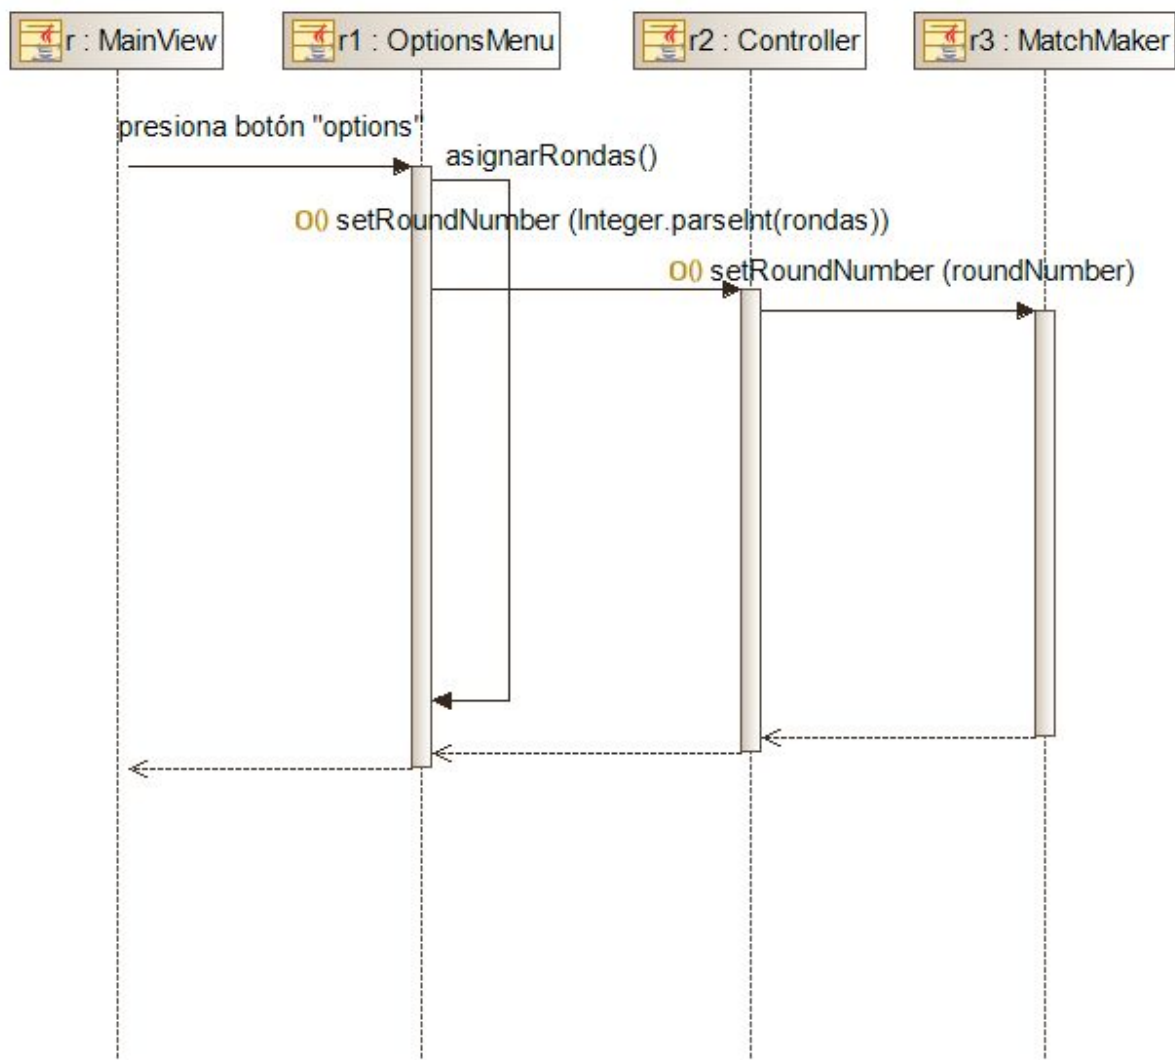 r : MainView
r1 : OptionsMenu
r2 : Controller
r3 : MatchMaker
presiona botón "options"
asignarRondas()
O() setRoundNumber (Integer.parseInt(rondas))
O() setRoundNumber (roundNumber)